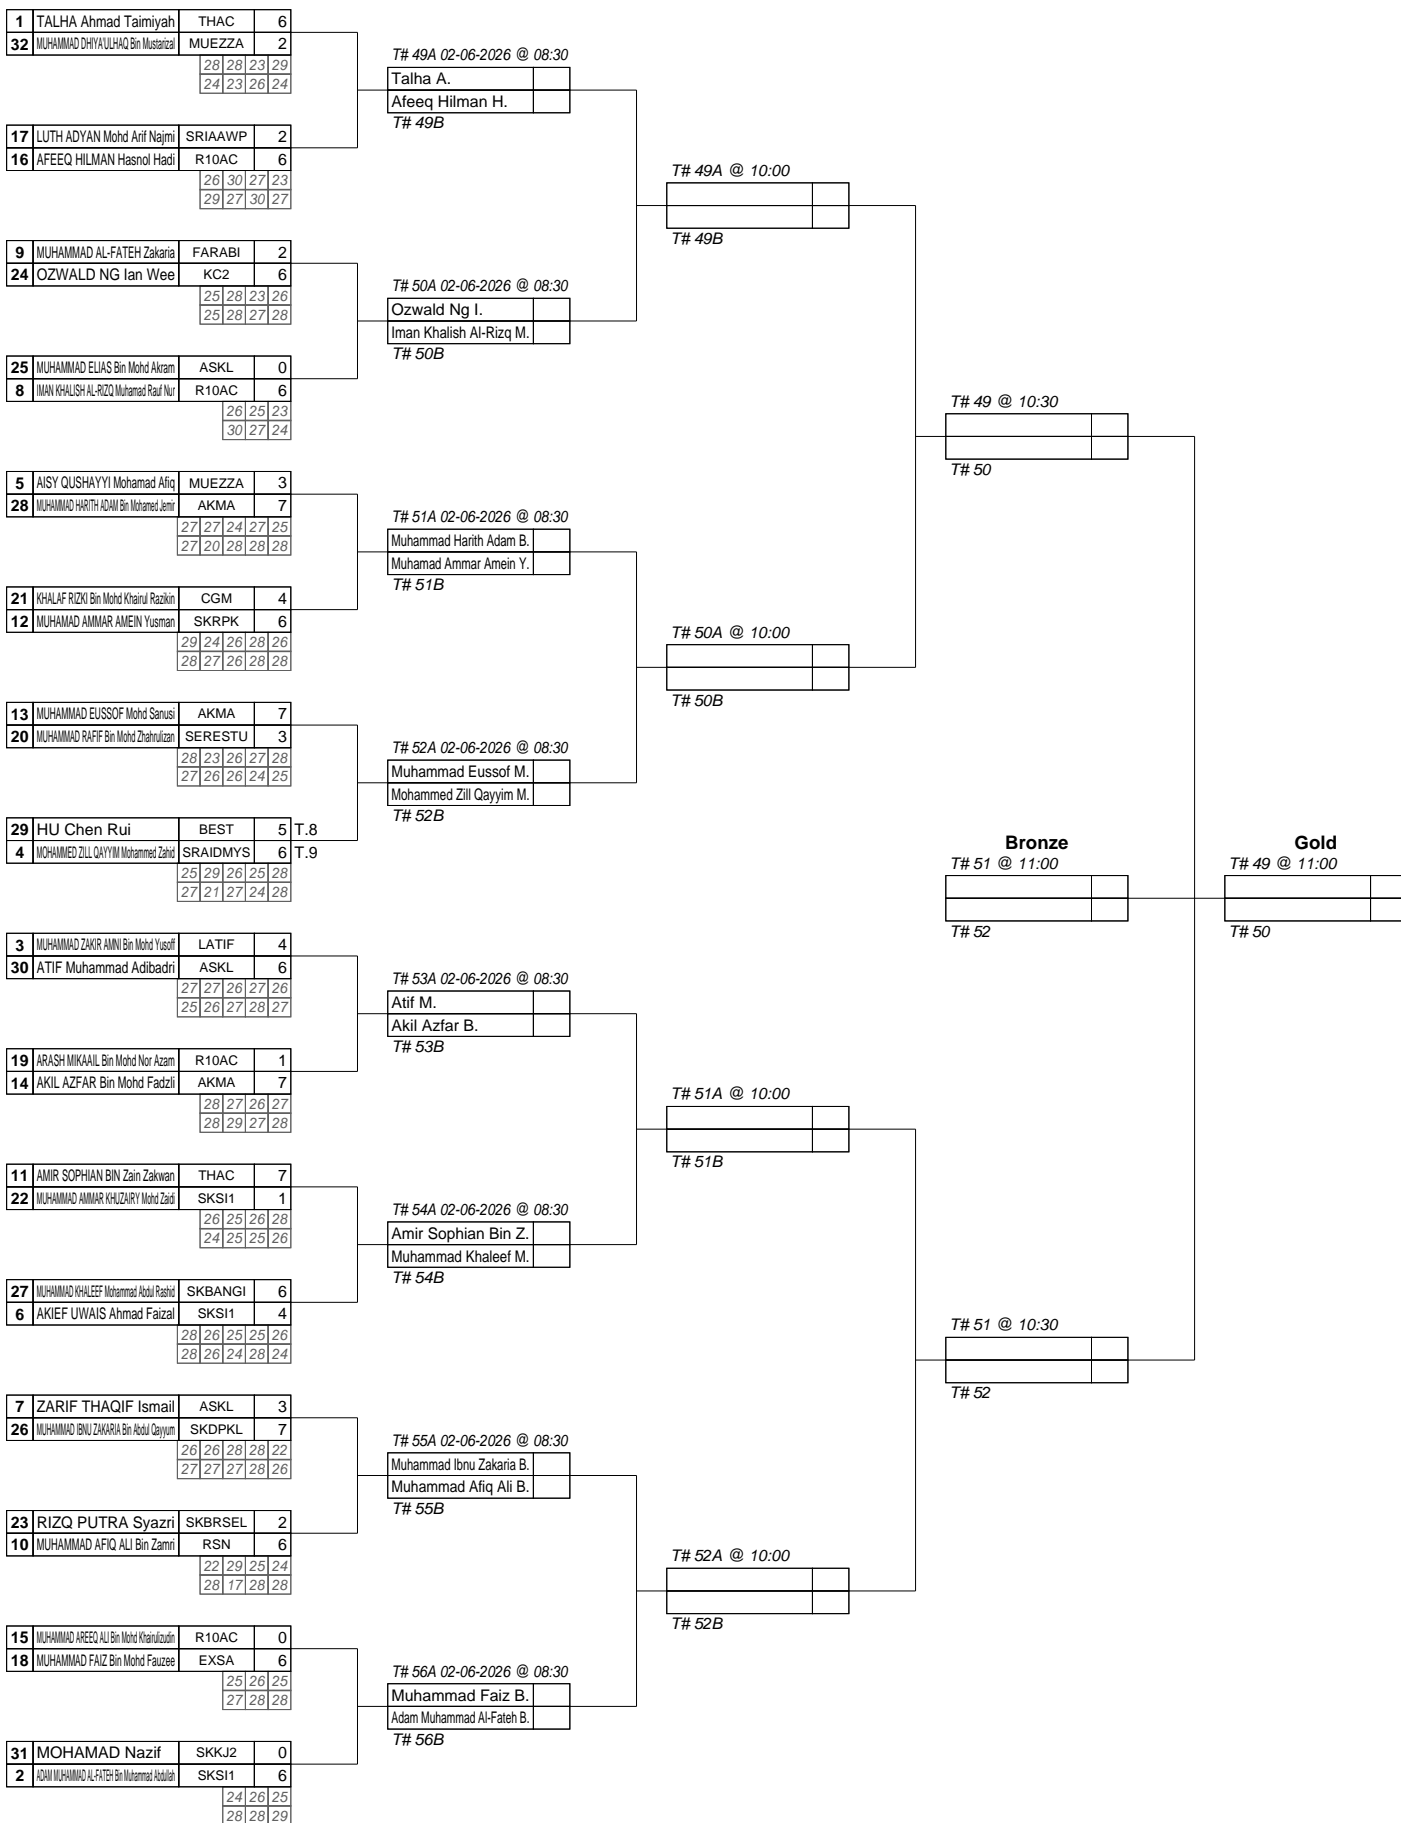 1 TALHA Ahmad Taimiyah THAC 6
32 MUHAMMAD DHIYA'ULHAQ Bin Mustarizal MUEZZA 2
28 28 23 29
24 23 26 24
T# 49A 02-06-2026 @ 08:30
Talha A.
Afeeq Hilman H.
T# 49B
17 LUTH ADYAN Mohd Arif Najmi SRIAAWP 2
16 AFEEQ HILMAN Hasnol Hadi R10AC 6
26 30 27 23
29 27 30 27
T# 49A @ 10:00
T# 49B
9 MUHAMMAD AL-FATEH Zakaria FARABI 2
24 OZWALD NG Ian Wee KC2 6
25 28 23 26
25 28 27 28
T# 50A 02-06-2026 @ 08:30
Ozwald Ng I.
Iman Khalish Al-Rizq M.
T# 50B
25 MUHAMMAD ELIAS Bin Mohd Akram ASKL 0
8 IMAN KHALISH AL-RIZQ Muhamad Rauf Nur R10AC 6
26 25 23
30 27 24
T# 49 @ 10:30
T# 50
5 AISY QUSHAYYI Mohamad Afiq MUEZZA 3
28 MUHAMMAD HARITH ADAM Bin Mohamed Jemir AKMA 7
27 27 24 27 25
27 20 28 28 28
T# 51A 02-06-2026 @ 08:30
Muhammad Harith Adam B.
Muhamad Ammar Amein Y.
T# 51B
21 KHALAF RIZKI Bin Mohd Khairul Razikin CGM 4
12 MUHAMAD AMMAR AMEIN Yusman SKRPK 6
29 24 26 28 26
28 27 26 28 28
T# 50A @ 10:00
T# 50B
13 MUHAMMAD EUSSOF Mohd Sanusi AKMA 7
20 MUHAMMAD RAFIF Bin Mohd Zhahrulizan SERESTU 3
28 23 26 27 28
27 26 26 24 25
T# 52A 02-06-2026 @ 08:30
Muhammad Eussof M.
Mohammed Zill Qayyim M.
T# 52B
29 HU Chen Rui BEST 5 T.8
4 MOHAMMED ZILL QAYYIM Mohammed Zahid SRAIDMYS 6 T.9
25 29 26 25 28
27 21 27 24 28
Bronze
T# 51 @ 11:00
T# 52
Gold
T# 49 @ 11:00
T# 50
3 MUHAMMAD ZAKIR AMNI Bin Mohd Yusoff LATIF 4
30 ATIF Muhammad Adibadri ASKL 6
27 27 26 27 26
25 26 27 28 27
T# 53A 02-06-2026 @ 08:30
Atif M.
Akil Azfar B.
T# 53B
19 ARASH MIKAAIL Bin Mohd Nor Azam R10AC 1
14 AKIL AZFAR Bin Mohd Fadzli AKMA 7
28 27 26 27
28 29 27 28
T# 51A @ 10:00
T# 51B
11 AMIR SOPHIAN BIN Zain Zakwan THAC 7
22 MUHAMMAD AMMAR KHUZAIRY Mohd Zaidi SKSI1 1
26 25 26 28
24 25 25 26
T# 54A 02-06-2026 @ 08:30
Amir Sophian Bin Z.
Muhammad Khaleef M.
T# 54B
27 MUHAMMAD KHALEEF Mohammad Abdul Rashid SKBANGI 6
6 AKIEF UWAIS Ahmad Faizal SKSI1 4
28 26 25 25 26
28 26 24 28 24
T# 51 @ 10:30
T# 52
7 ZARIF THAQIF Ismail ASKL 3
26 MUHAMMAD IBNU ZAKARIA Bin Abdul Qayyum SKDPKL 7
26 26 28 28 22
27 27 27 28 26
T# 55A 02-06-2026 @ 08:30
Muhammad Ibnu Zakaria B.
Muhammad Afiq Ali B.
T# 55B
23 RIZQ PUTRA Syazri SKBRSEL 2
10 MUHAMMAD AFIQ ALI Bin Zamri RSN 6
22 29 25 24
28 17 28 28
T# 52A @ 10:00
T# 52B
15 MUHAMMAD AREEQ ALI Bin Mohd Khairulizudin R10AC 0
18 MUHAMMAD FAIZ Bin Mohd Fauzee EXSA 6
25 26 25
27 28 28
T# 56A 02-06-2026 @ 08:30
Muhammad Faiz B.
Adam Muhammad Al-Fateh B.
T# 56B
31 MOHAMAD Nazif SKKJ2 0
2 ADAM MUHAMMAD AL-FATEH Bin Muhammad Abdullah SKSI1 6
24 26 25
28 28 29